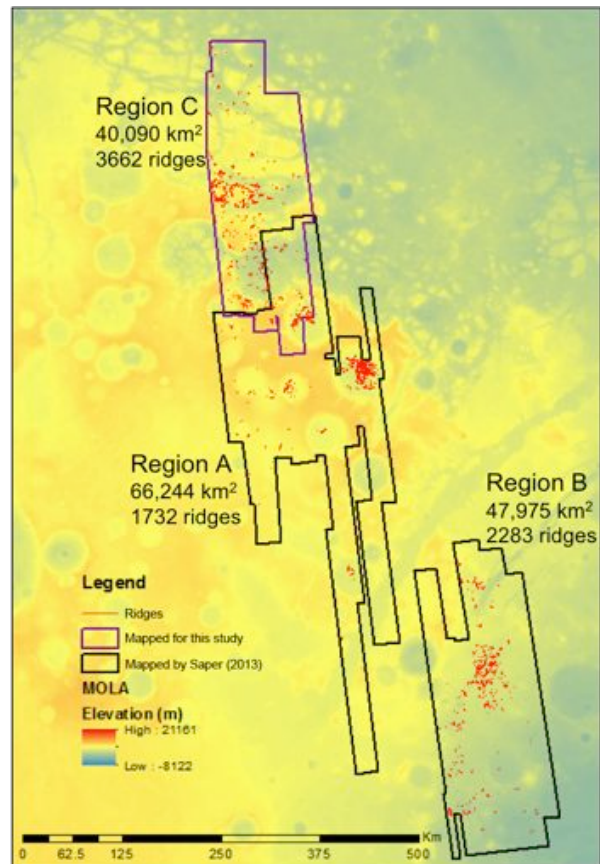 Region C
40,090 km²
3662 ridges
Region A
66,244 km²
1732 ridges
Region B
47,975 km²
2283 ridges
Legend
Ridges
Mapped for this study
Mapped by Saper (2013)
MOLA
Elevation (m)
High : 21161
Low : -8122
Km
0 62.5 125 250 375 500